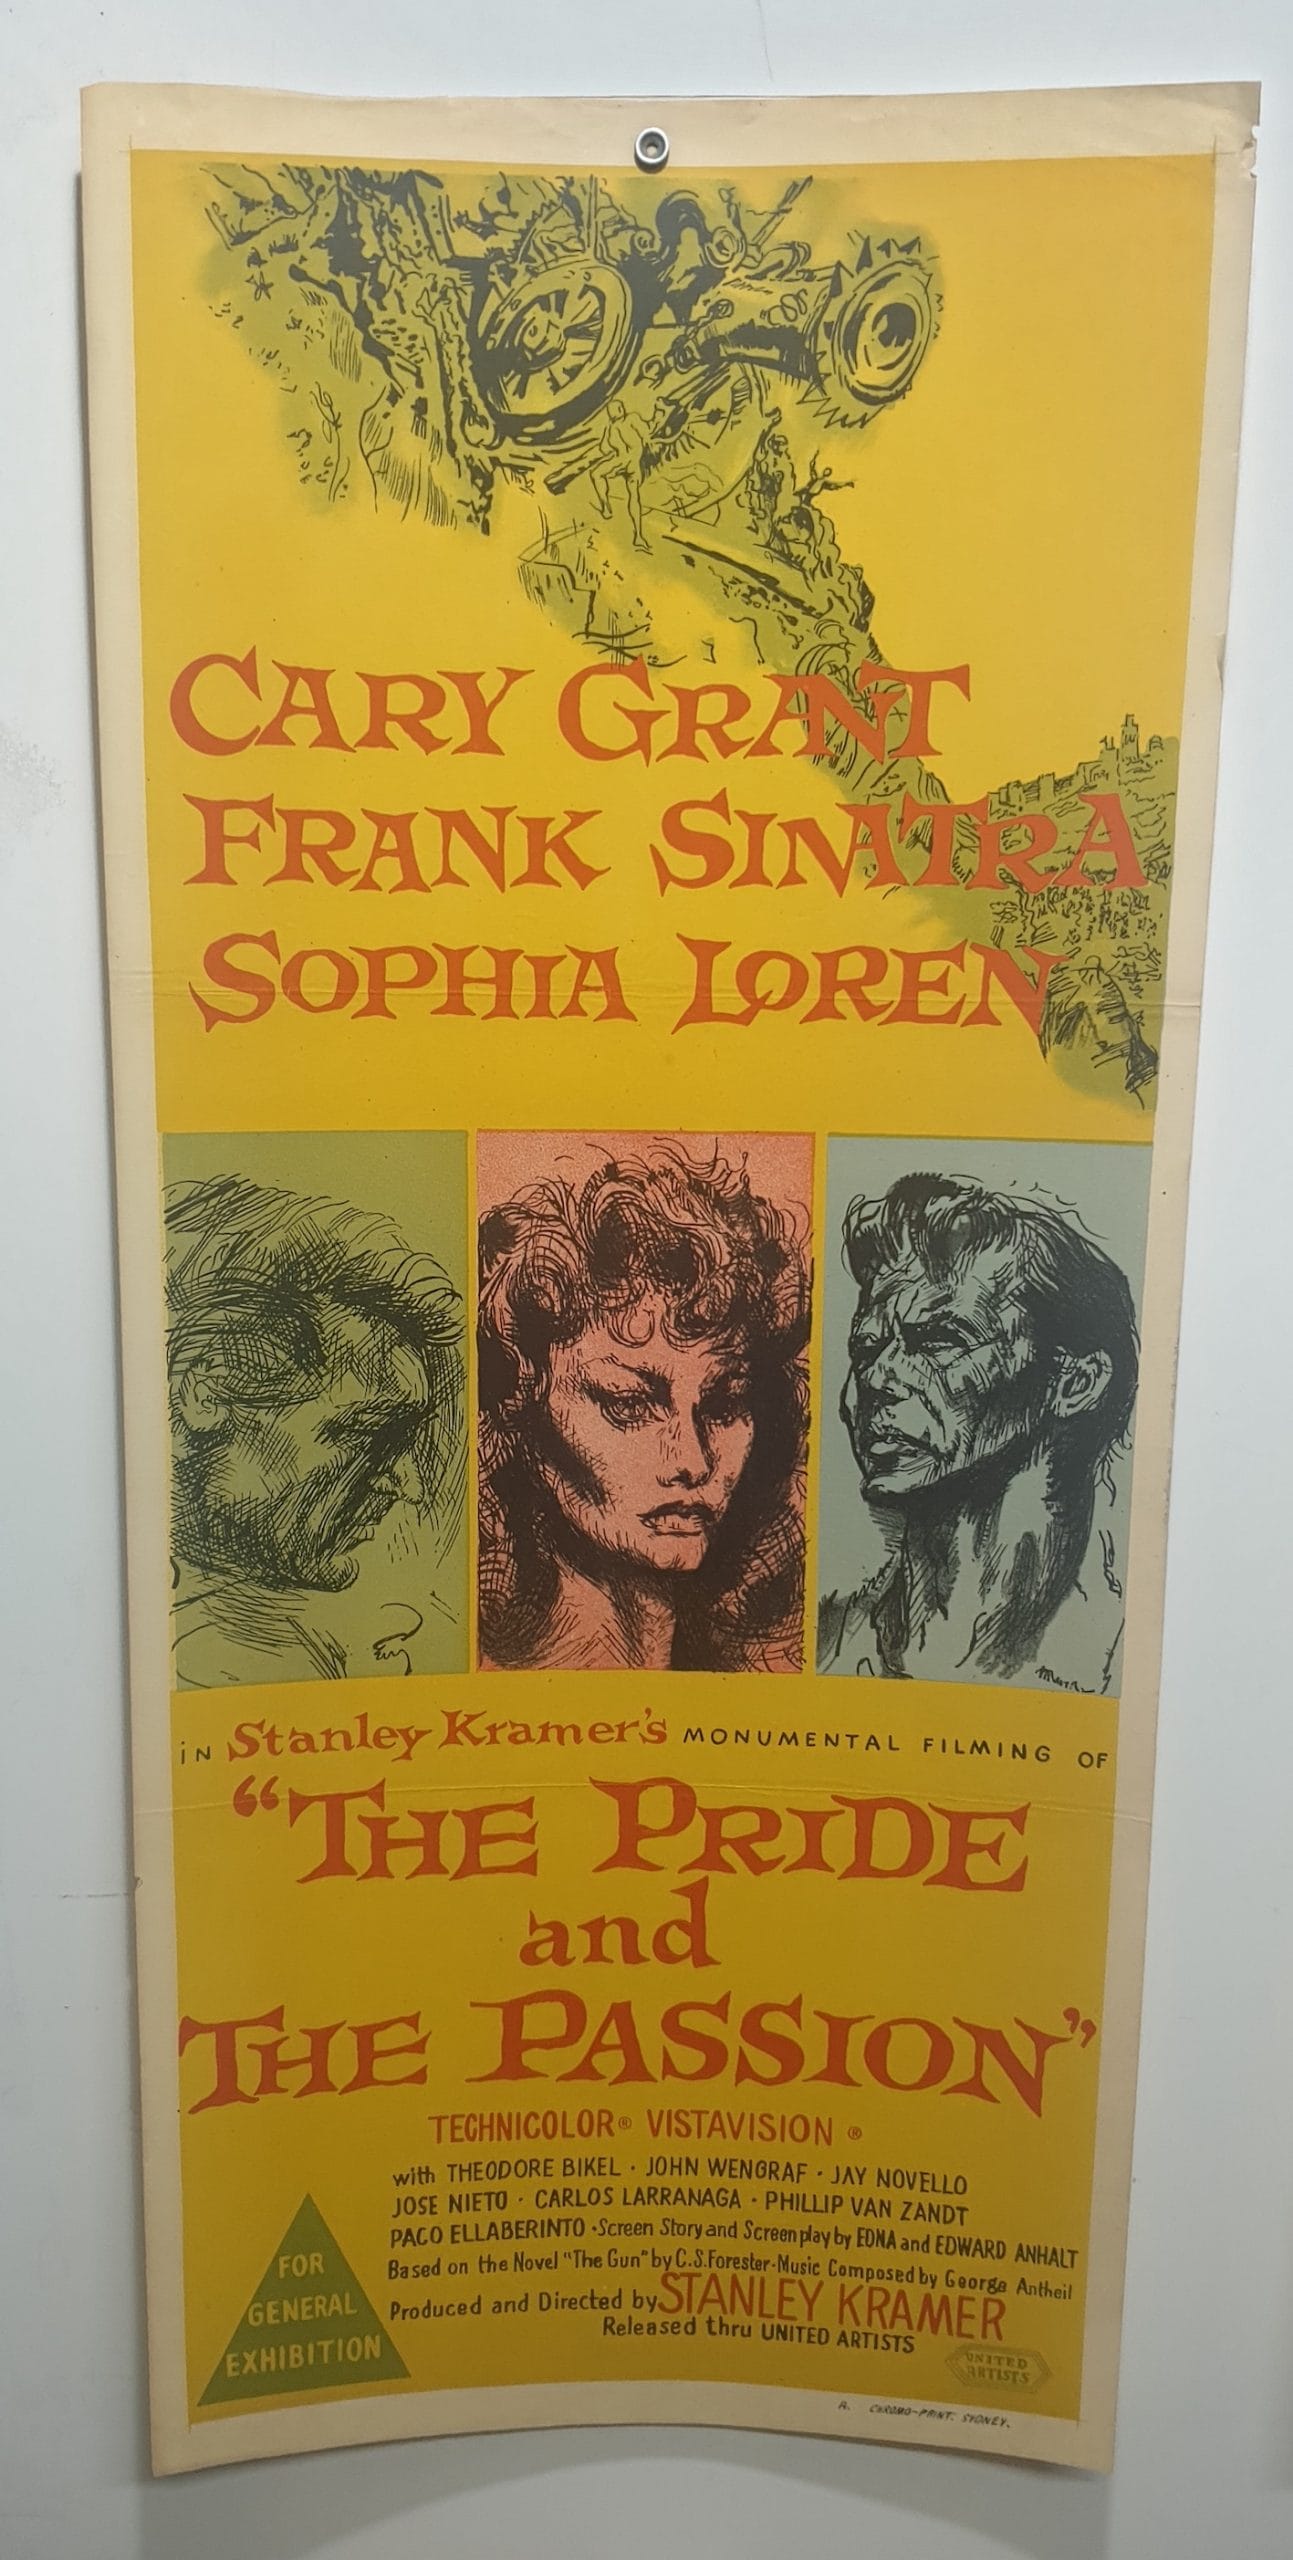 CARY GRANT
FRANK SINATRA
SOPHIA LOREN
iN Stanley Kramer's MONUMENTAL FILMING OF
"THE PRIDE
and
THE PASSION"
TECHNICOLOR® VISTAVISION ®
with THEODORE BIKEL · JOHN WENGRAF · JAY NOVELLO
JOSE NIETO · CARLOS LARRANAGA · PHILLIP VAN ZANDT
PACO ELLABERINTO · Screen Story and Screenplay by EDNA and EDWARD ANHALT
Based on the Novel "The Gun" by C.S. Forester - Music Composed by George Antheil
Produced and Directed by STANLEY KRAMER
Released thru UNITED ARTISTS
FOR
GENERAL
EXHIBITION
UNITED
ARTISTS
R. CHROMO-PRINT. SYDNEY.